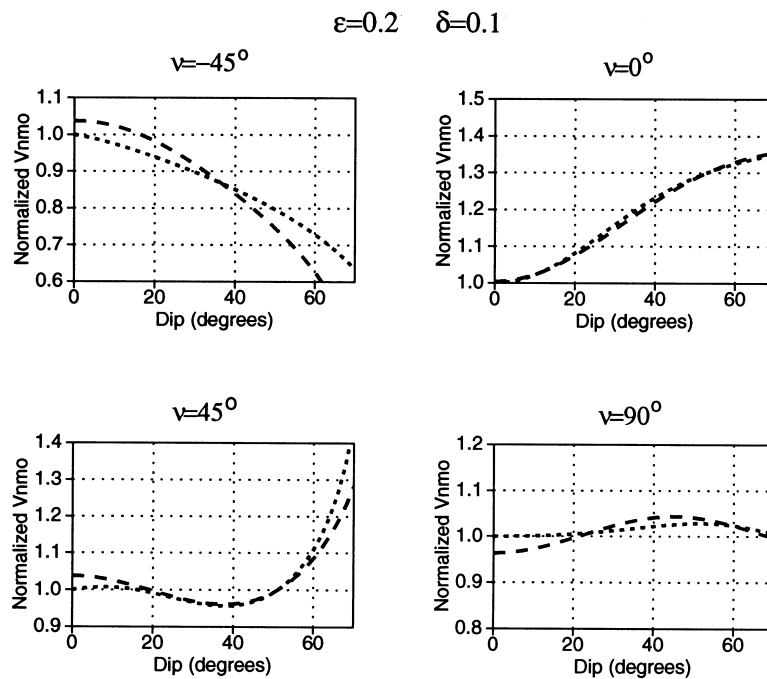 ε=0.2 δ=0.1
ν=−45°
1.1
1.0
0.9
0.8
0.7
0.6
0 20 40 60
Dip (degrees)
Normalized Vnmo
ν=0°
1.5
1.4
1.3
1.2
1.1
1.0
0 20 40 60
Dip (degrees)
Normalized Vnmo
ν=45°
1.4
1.3
1.2
1.1
1.0
0.9
0 20 40 60
Dip (degrees)
Normalized Vnmo
ν=90°
1.2
1.1
1.0
0.9
0.8
0 20 40 60
Dip (degrees)
Normalized Vnmo